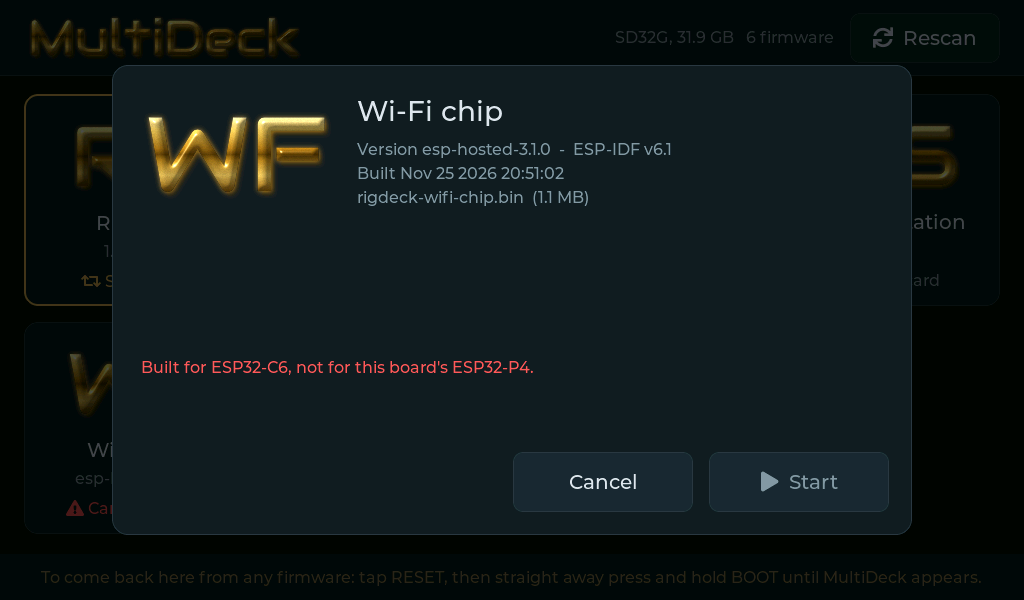 MultiDeck
SD32G, 31.9 GB 6 firmware
Rescan
WF
Wi-Fi chip
Version esp-hosted-3.1.0 - ESP-IDF v6.1
Built Nov 25 2026 20:51:02
rigdeck-wifi-chip.bin (1.1 MB)
Built for ESP32-C6, not for this board's ESP32-P4.
Cancel
Start
To come back here from any firmware: tap RESET, then straight away press and hold BOOT until MultiDeck appears.